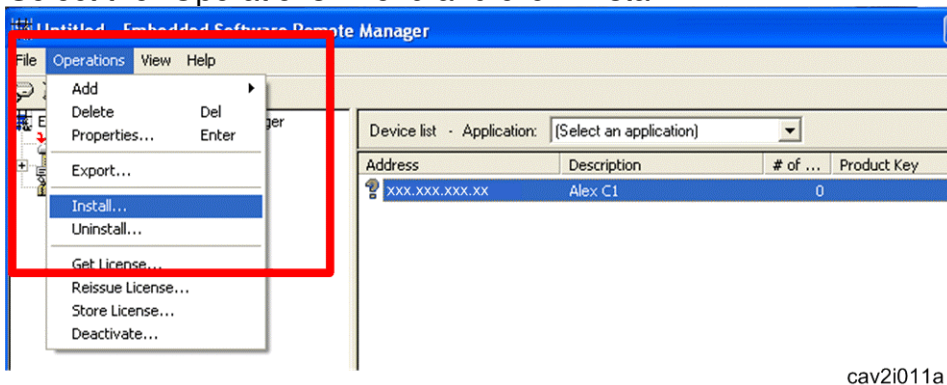 Untitled - Embedded Software Remote Manager
File Operations View Help
Add
Delete Del
Properties... Enter
Export...
Install...
Uninstall...
Get License...
Reissue License...
Store License...
Deactivate...
ger
Device list - Application: (Select an application)
Address Description # of ... Product Key
xxx.xxx.xxx.xx Alex C1 0
cav2i011a